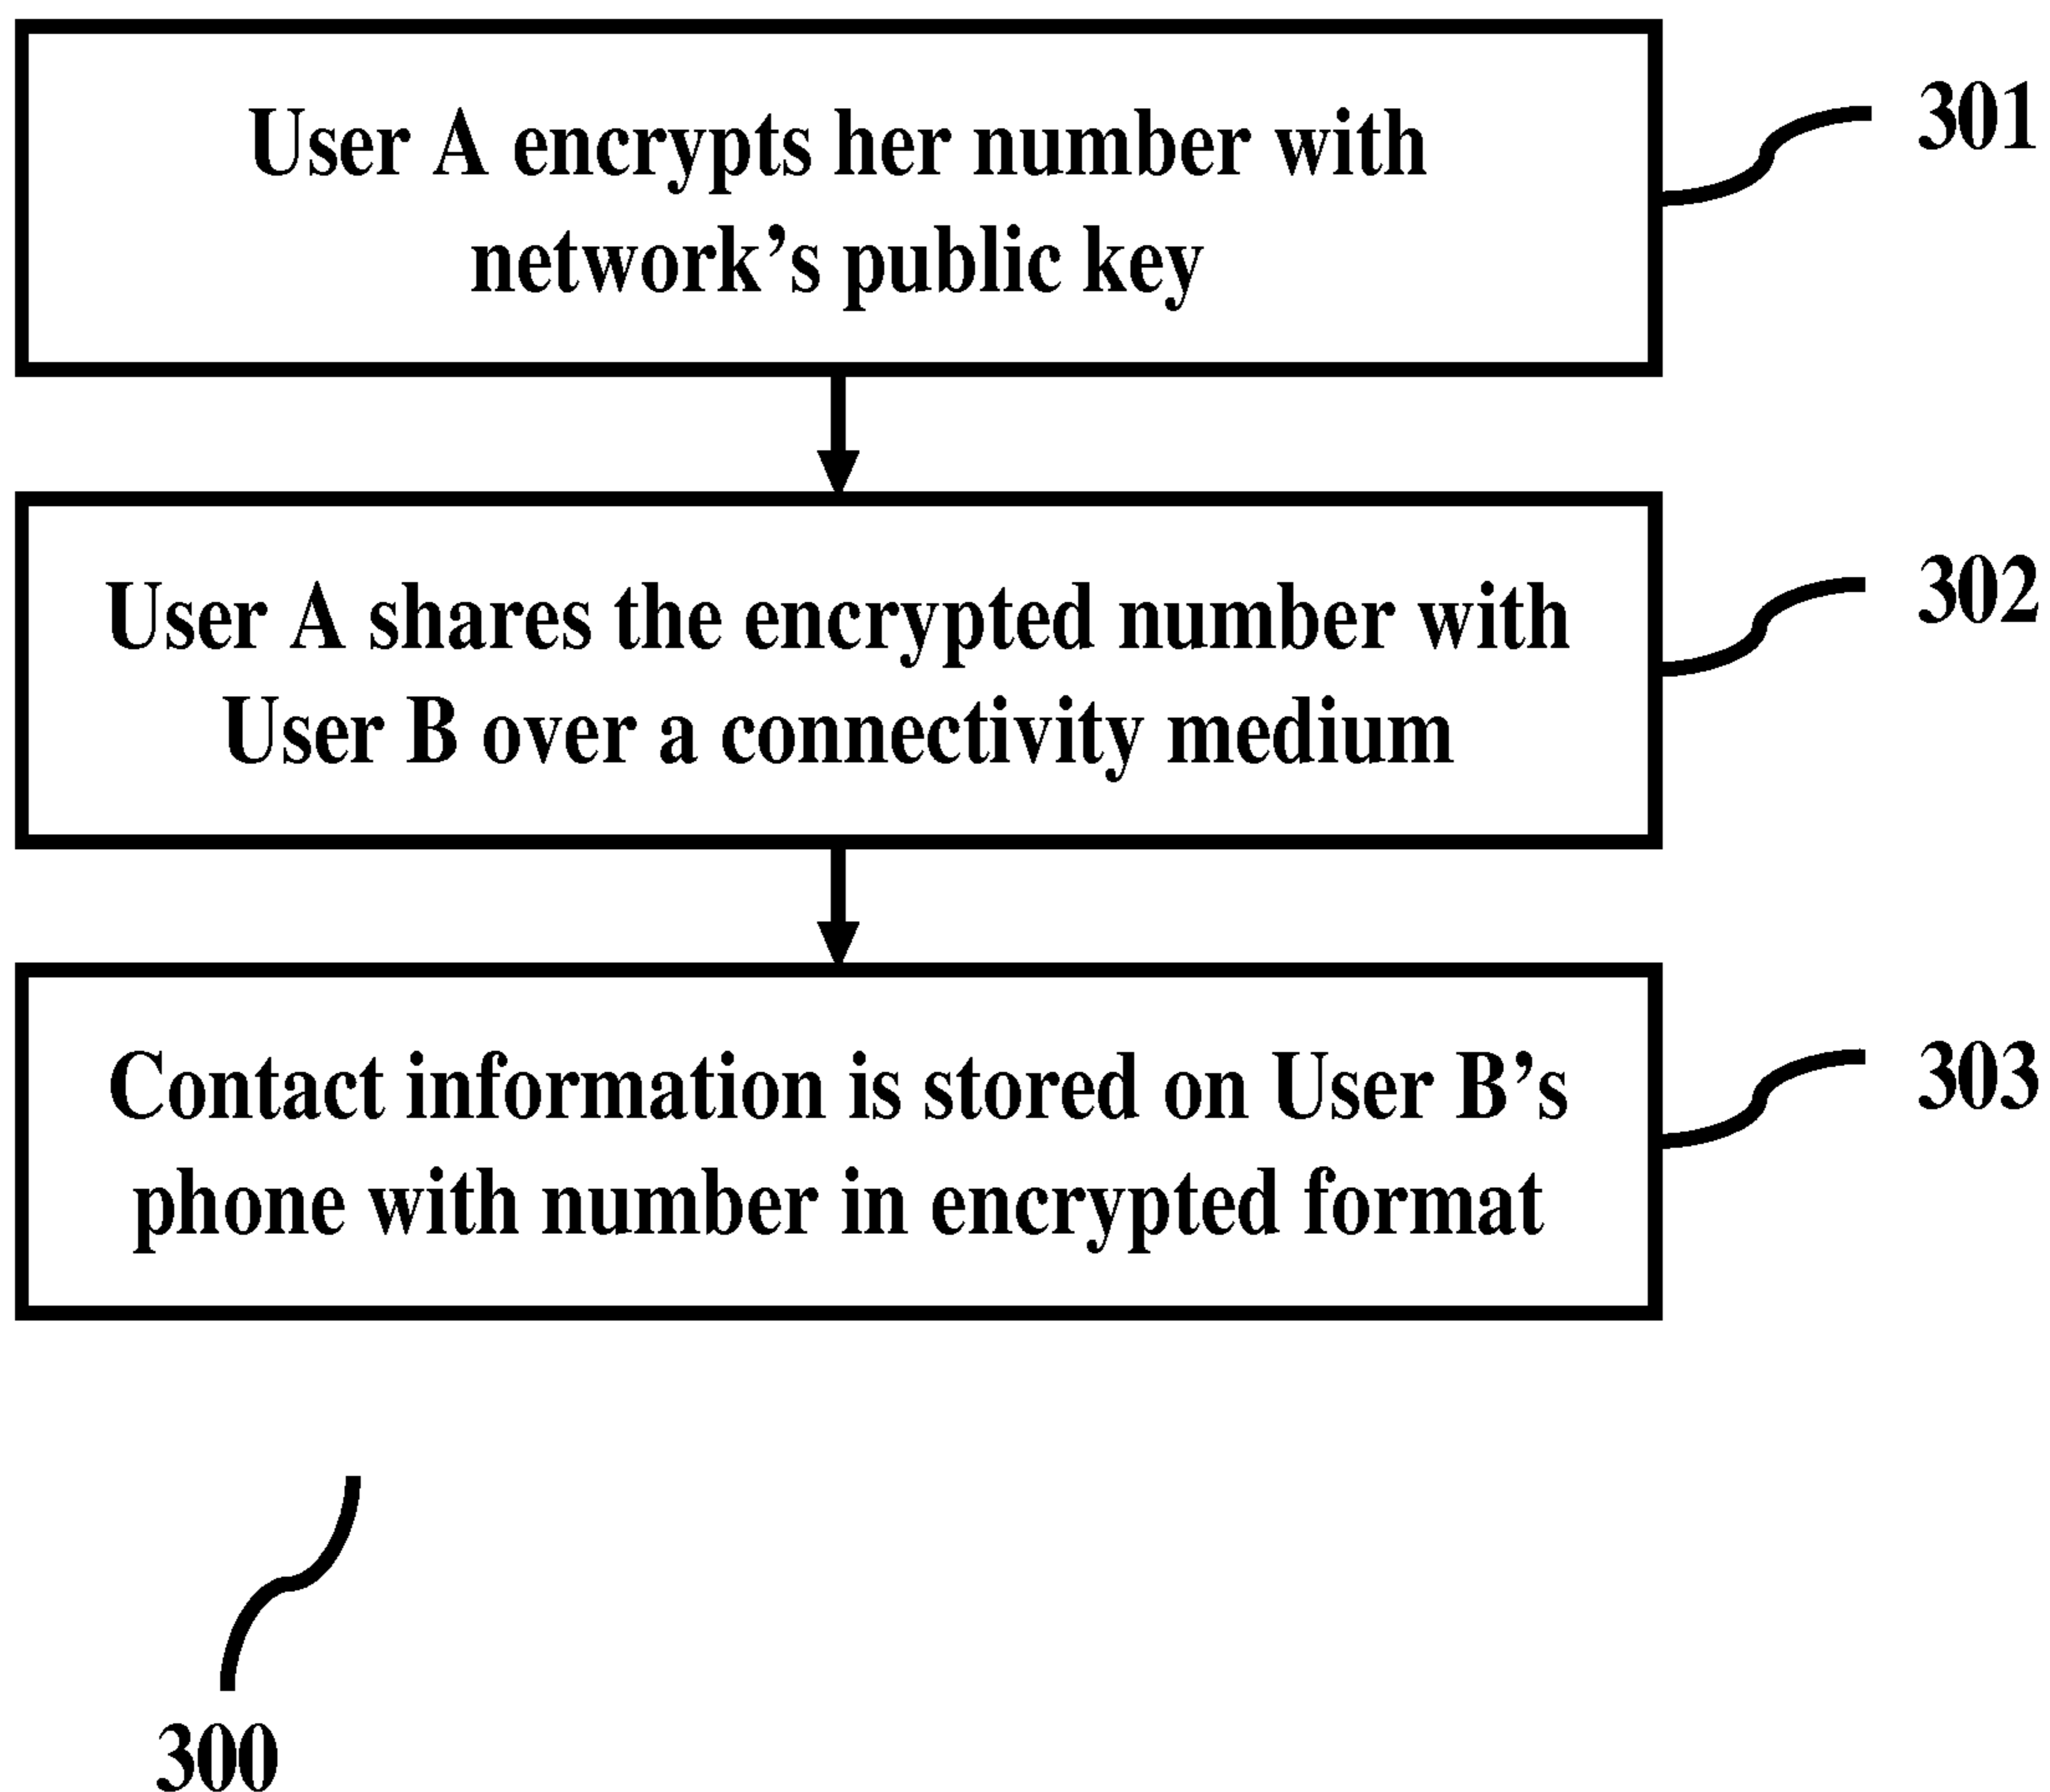 User A encrypts her number with
network’s public key
301
User A shares the encrypted number with
User B over a connectivity medium
302
Contact information is stored on User B’s
phone with number in encrypted format
303
300